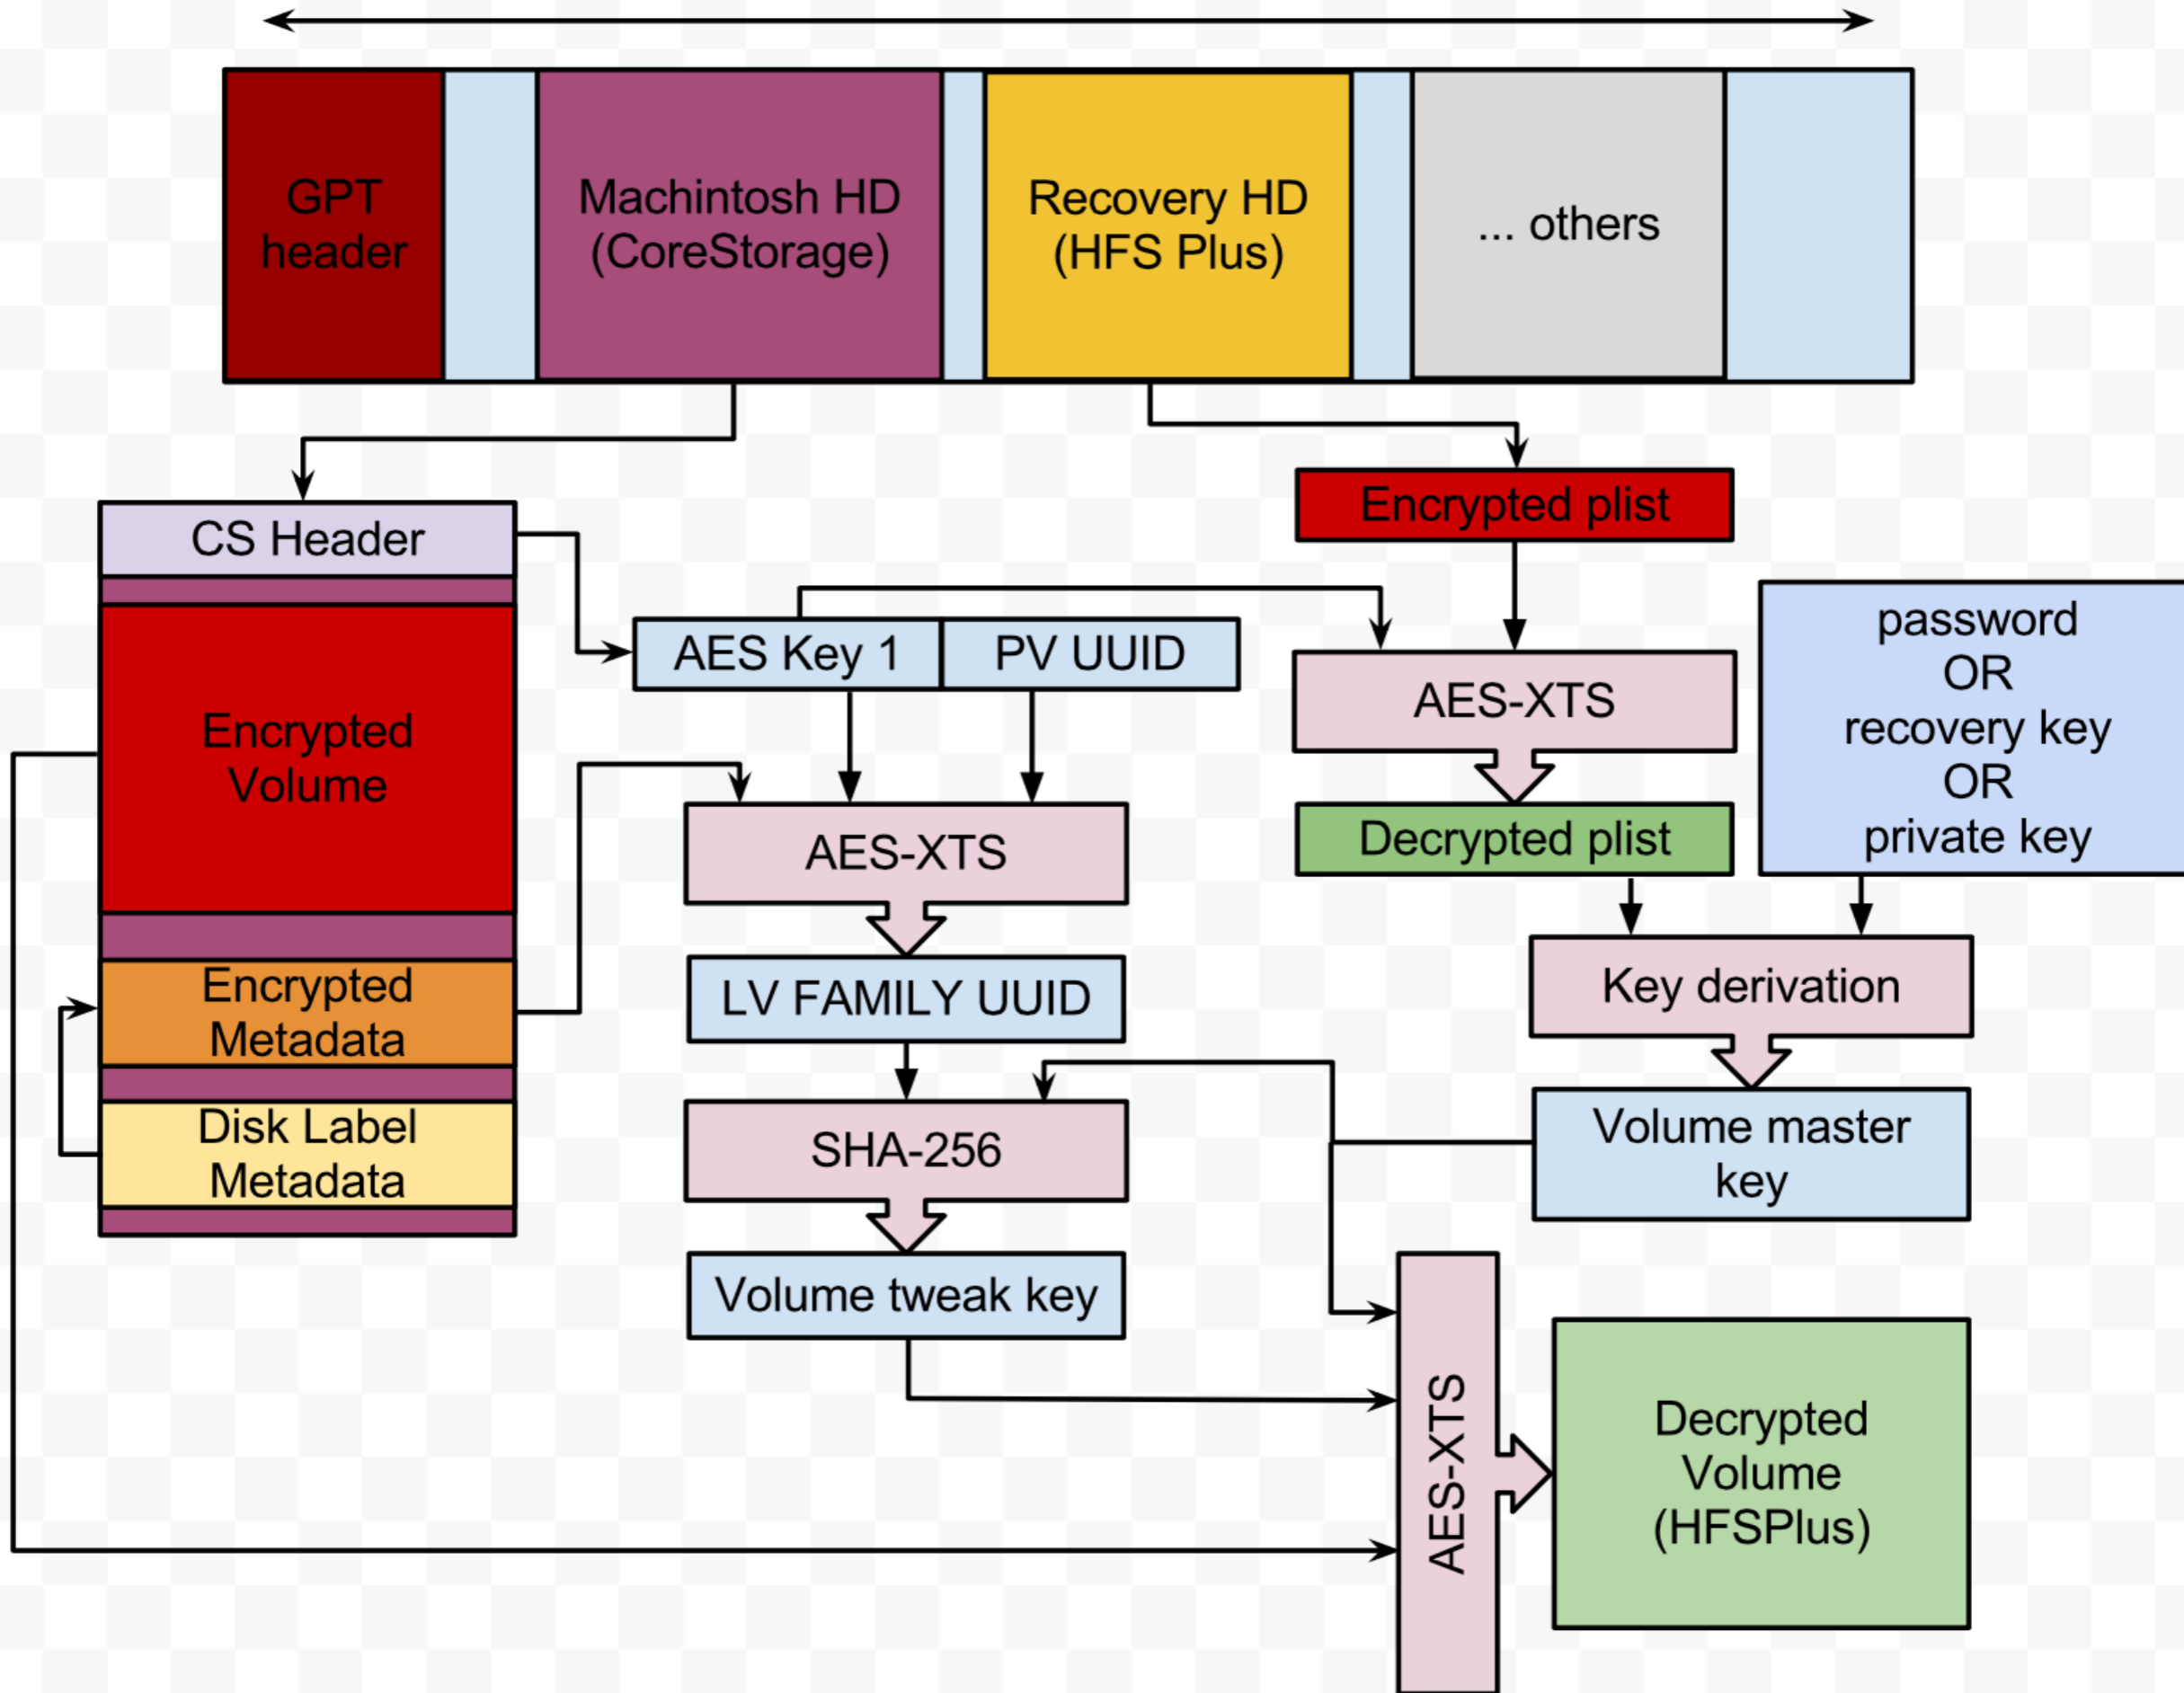 GPT
header
Machintosh HD
(CoreStorage)
Recovery HD
(HFS Plus)
... others
Encrypted plist
CS Header
AES Key 1
PV UUID
AES-XTS
password
OR
recovery key
OR
private key
Encrypted
Volume
AES-XTS
Decrypted plist
Encrypted
Metadata
LV FAMILY UUID
Key derivation
Disk Label
Metadata
SHA-256
Volume master
key
Volume tweak key
AES-XTS
Decrypted
Volume
(HFSPlus)